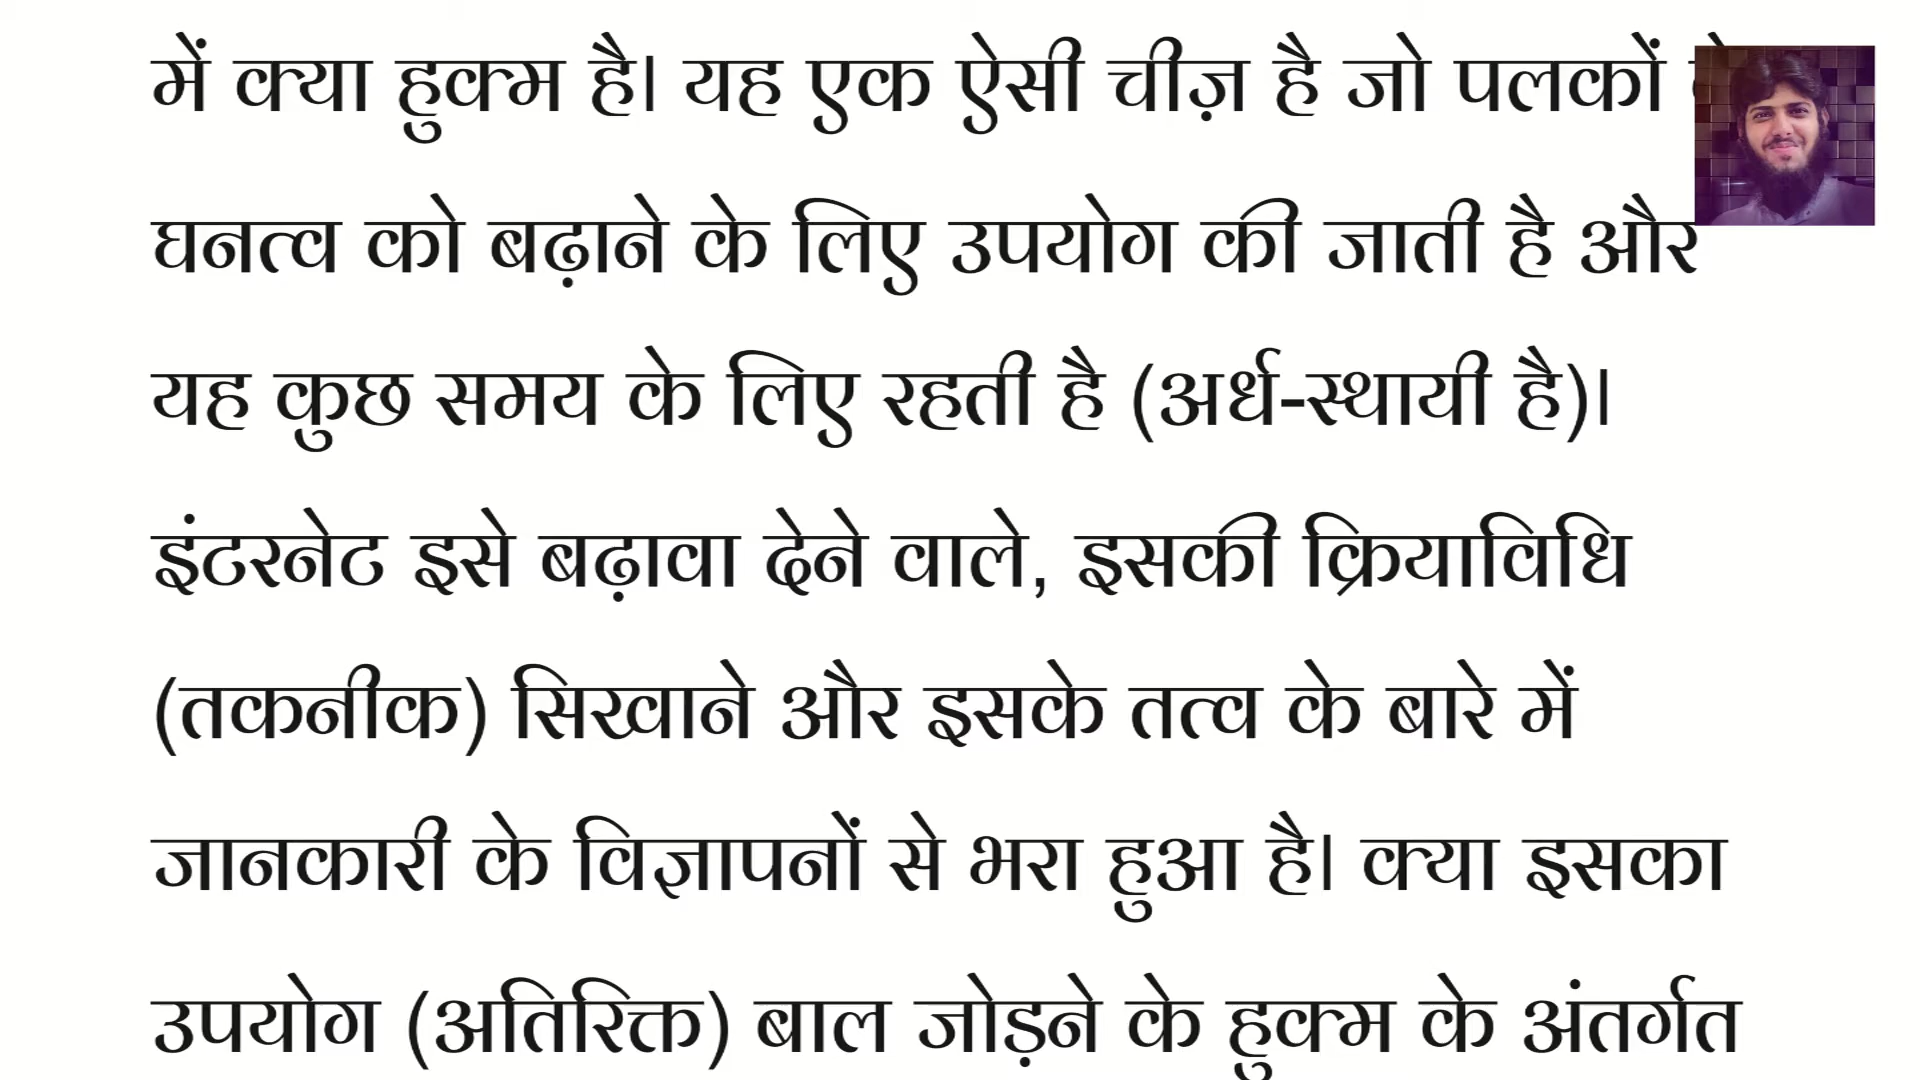 में क्या हुक्म है। यह एक ऐसी चीज़ है जो पलकों
घनत्व को बढ़ाने के लिए उपयोग की जाती है और
यह कुछ समय के लिए रहती है (अर्ध-स्थायी है)।
इंटरनेट इसे बढ़ावा देने वाले, इसकी क्रियाविधि
(तकनीक) सिखाने और इसके तत्व के बारे में
जानकारी के विज्ञापनों से भरा हुआ है। क्या इसका
उपयोग (अतिरिक्त) बाल जोड़ने के हुक्म के अंतर्गत